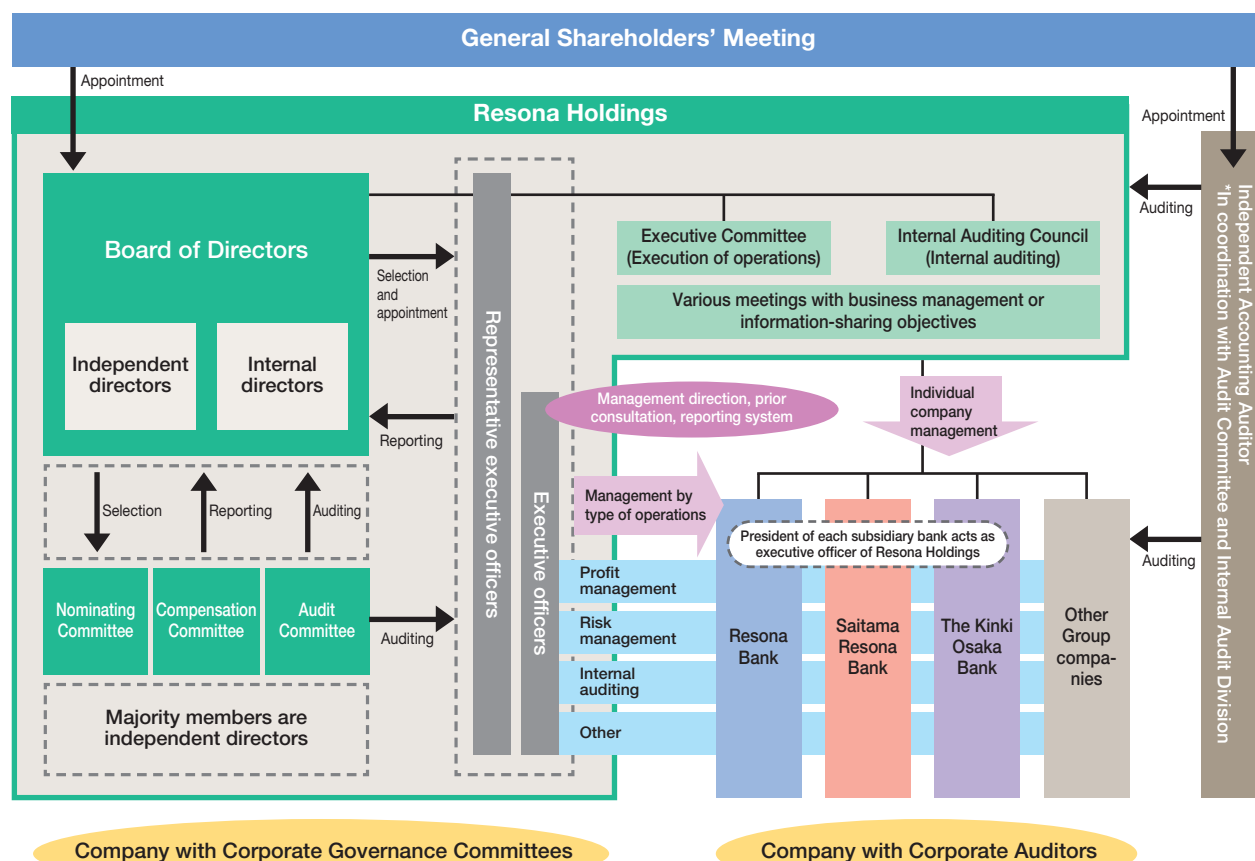 General Shareholders' Meeting
Appointment
Appointment
Resona Holdings
Board of Directors
Independent
directors
Internal
directors
Selection
and
appointment
Reporting
Selection
Reporting
Auditing
Nominating
Committee
Compensation
Committee
Audit
Committee
Auditing
Majority members are
independent directors
Representative executive officers
Executive officers
Executive Committee
(Execution of operations)
Internal Auditing Council
(Internal auditing)
Various meetings with business management or
information-sharing objectives
Management direction, prior
consultation, reporting system
Individual
company
management
Management by
type of operations
President of each subsidiary bank acts as
executive officer of Resona Holdings
Profit
management
Risk
management
Internal
auditing
Other
Resona
Bank
Saitama
Resona
Bank
The Kinki
Osaka
Bank
Other
Group
compa-
nies
Auditing
Auditing
Independent Accounting Auditor
*In coordination with Audit Committee and Internal Audit Division
Company with Corporate Governance Committees
Company with Corporate Auditors